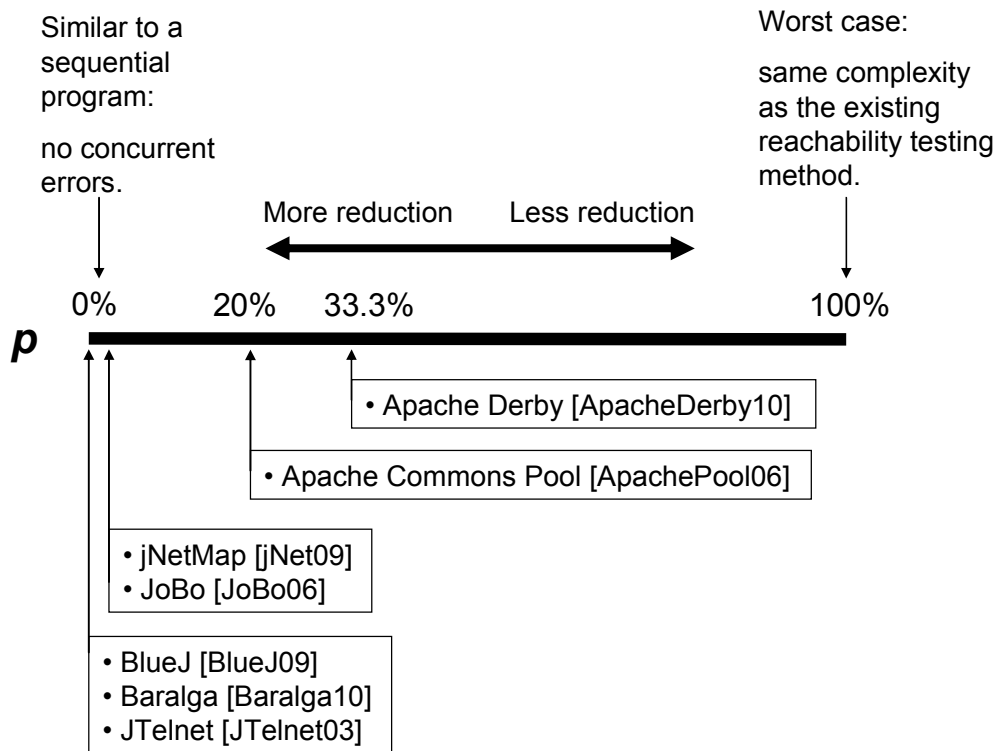 Similar to a
sequential
program:
no concurrent
errors.
Worst case:
same complexity
as the existing
reachability testing
method.
More reduction
Less reduction
0%
20%
33.3%
100%
p
• Apache Derby [ApacheDerby10]
• Apache Commons Pool [ApachePool06]
• jNetMap [jNet09]
• JoBo [JoBo06]
• BlueJ [BlueJ09]
• Baralga [Baralga10]
• JTelnet [JTelnet03]